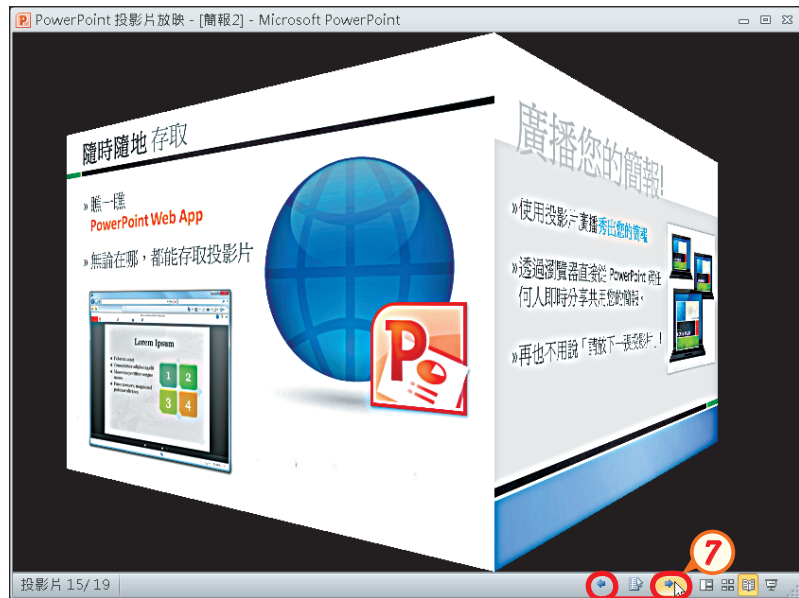 PowerPoint 投影片放映 - [簡報2] - Microsoft PowerPoint
隨時隨地 存取
» 瞧一瞧
PowerPoint Web App
» 無論在哪，都能存取投影片
Lorem Ipsum
1 2
3 4
P
廣播您的簡報!
»使用投影片廣播秀出您的簡報
»透過瀏覽器直接從 PowerPoint 與任
何人即時分享共用您的簡報。
»再也不用說「請放下一張投影片」!
7
投影片 15/19